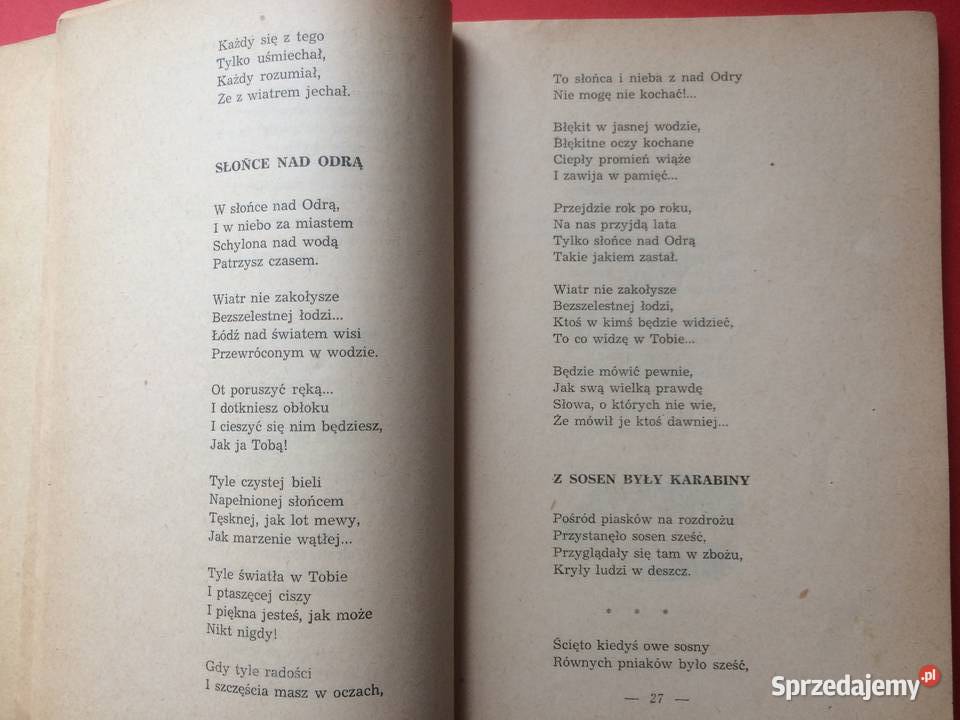 Każdy się z tego
Tylko uśmiechał,
Każdy rozumiał,
Że z wiatrem jechał.
SŁOŃCE NAD ODRĄ
W słońce nad Odrą,
I w niebo za miastem
Schylona nad wodą
Patrzysz czasem.
Wiatr nie zakołysze
Bezszelestnej łodzi...
Łódź nad światem wisi
Przewróconym w wodzie.
Ot poruszyć ręką...
I dotkniesz obłoku
I cieszyć się nim będziesz,
Jak ja Tobą!
Tyle czystej bieli
Napełnionej słońcem
Tęsknej, jak lot mewy,
Jak marzenie wątłej...
Tyle światła w Tobie
I ptaszęcej ciszy
I piękna jesteś, jak może
Nikt nigdy!
Gdy tyle radości
I szczęścia masz w oczach,
To słońca i nieba z nad Odry
Nie mogę nie kochać!...
Błękit w jasnej wodzie,
Błękitne oczy kochane
Ciepły promień wiąże
I zawija w pamięć...
Przejdzie rok po roku,
Na nas przyjdą lata
Tylko słońce nad Odrą
Takie jakiem zastał.
Wiatr nie zakołysze
Bezszelestnej łodzi,
Ktoś w kimś będzie widzieć,
To co widzę w Tobie...
Będzie mówić pewnie,
Jak swą wielką prawdę
Słowa, o których nie wie,
Że mówił je ktoś dawniej...
Z SOSEN BYŁY KARABINY
Pośród piasków na rozdrożu
Przystanęło sosen sześć,
Przyglądały się tam w zbożu,
Kryły ludzi w deszcz.
* * *
Ścięto kiedyś owe sosny
Równych pniaków było sześć,
— 27 —
Sprzedajemy.pl